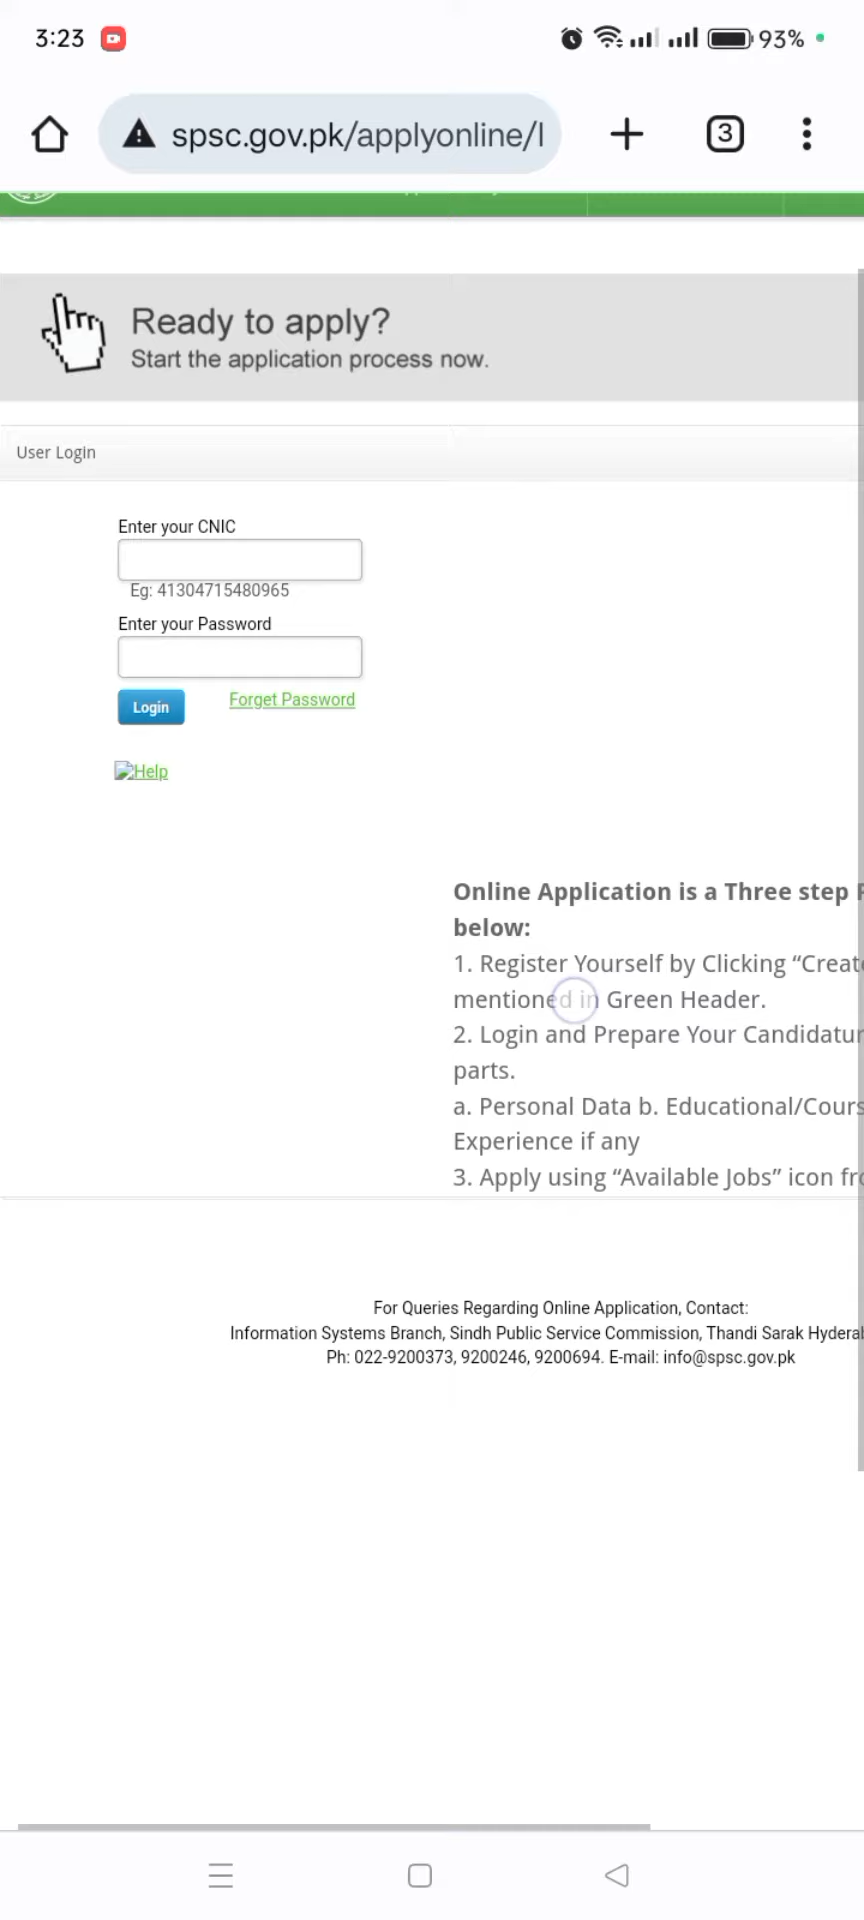 3:23
93%
spsc.gov.pk/applyonline/l
3
Ready to apply?
Start the application process now.
User Login
Enter your CNIC
Eg: 41304715480965
Enter your Password
Login
Forget Password
Help
Online Application is a Three step
below:
1. Register Yourself by Clicking “Creat
mentioned in Green Header.
2. Login and Prepare Your Candidatur
parts.
a. Personal Data b. Educational/Cours
Experience if any
3. Apply using “Available Jobs” icon fro
For Queries Regarding Online Application, Contact:
Information Systems Branch, Sindh Public Service Commission, Thandi Sarak Hyderab
Ph: 022-9200373, 9200246, 9200694. E-mail: info@spsc.gov.pk